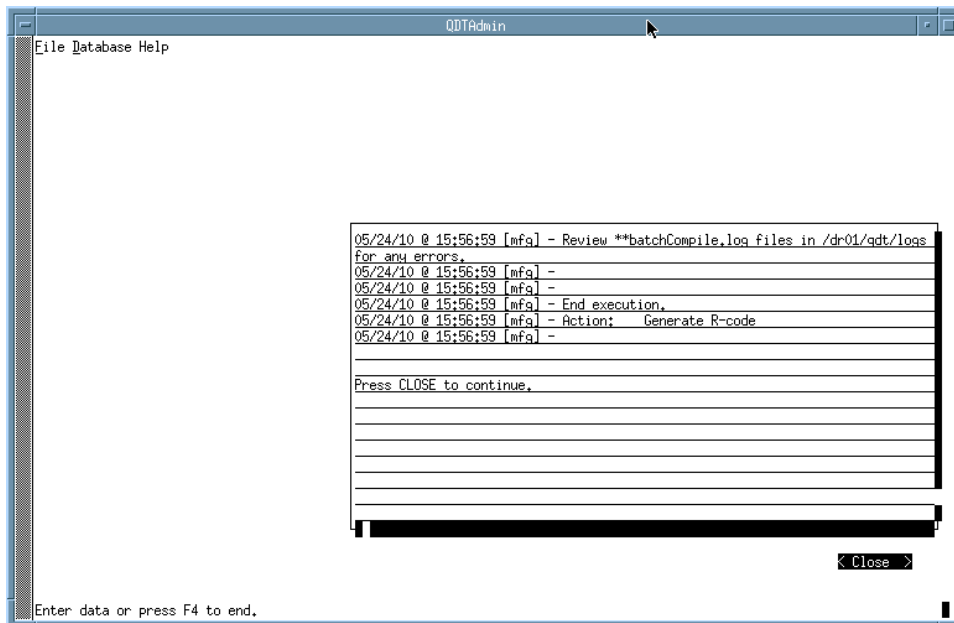 QDTAdmin
File Database Help
05/24/10 @ 15:56:59 [mfg] - Review **batchCompile.log files in /dr01/qdt/logs
for any errors.
05/24/10 @ 15:56:59 [mfg] -
05/24/10 @ 15:56:59 [mfg] -
05/24/10 @ 15:56:59 [mfg] - End execution.
05/24/10 @ 15:56:59 [mfg] - Action:    Generate R-code
05/24/10 @ 15:56:59 [mfg] -
Press CLOSE to continue.
< Close >
Enter data or press F4 to end.